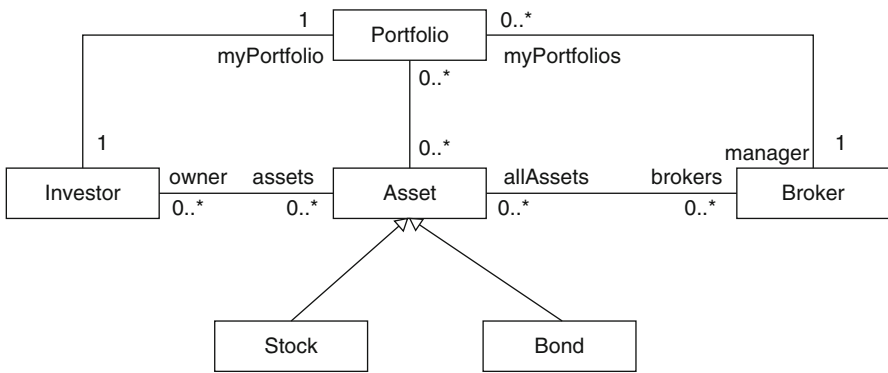 1
Portfolio
0..*
myPortfolio
myPortfolios
0..*
1
0..*
manager
1
Investor
owner
assets
0..*
0..*
Asset
allAssets
brokers
0..*
0..*
Broker
Stock
Bond